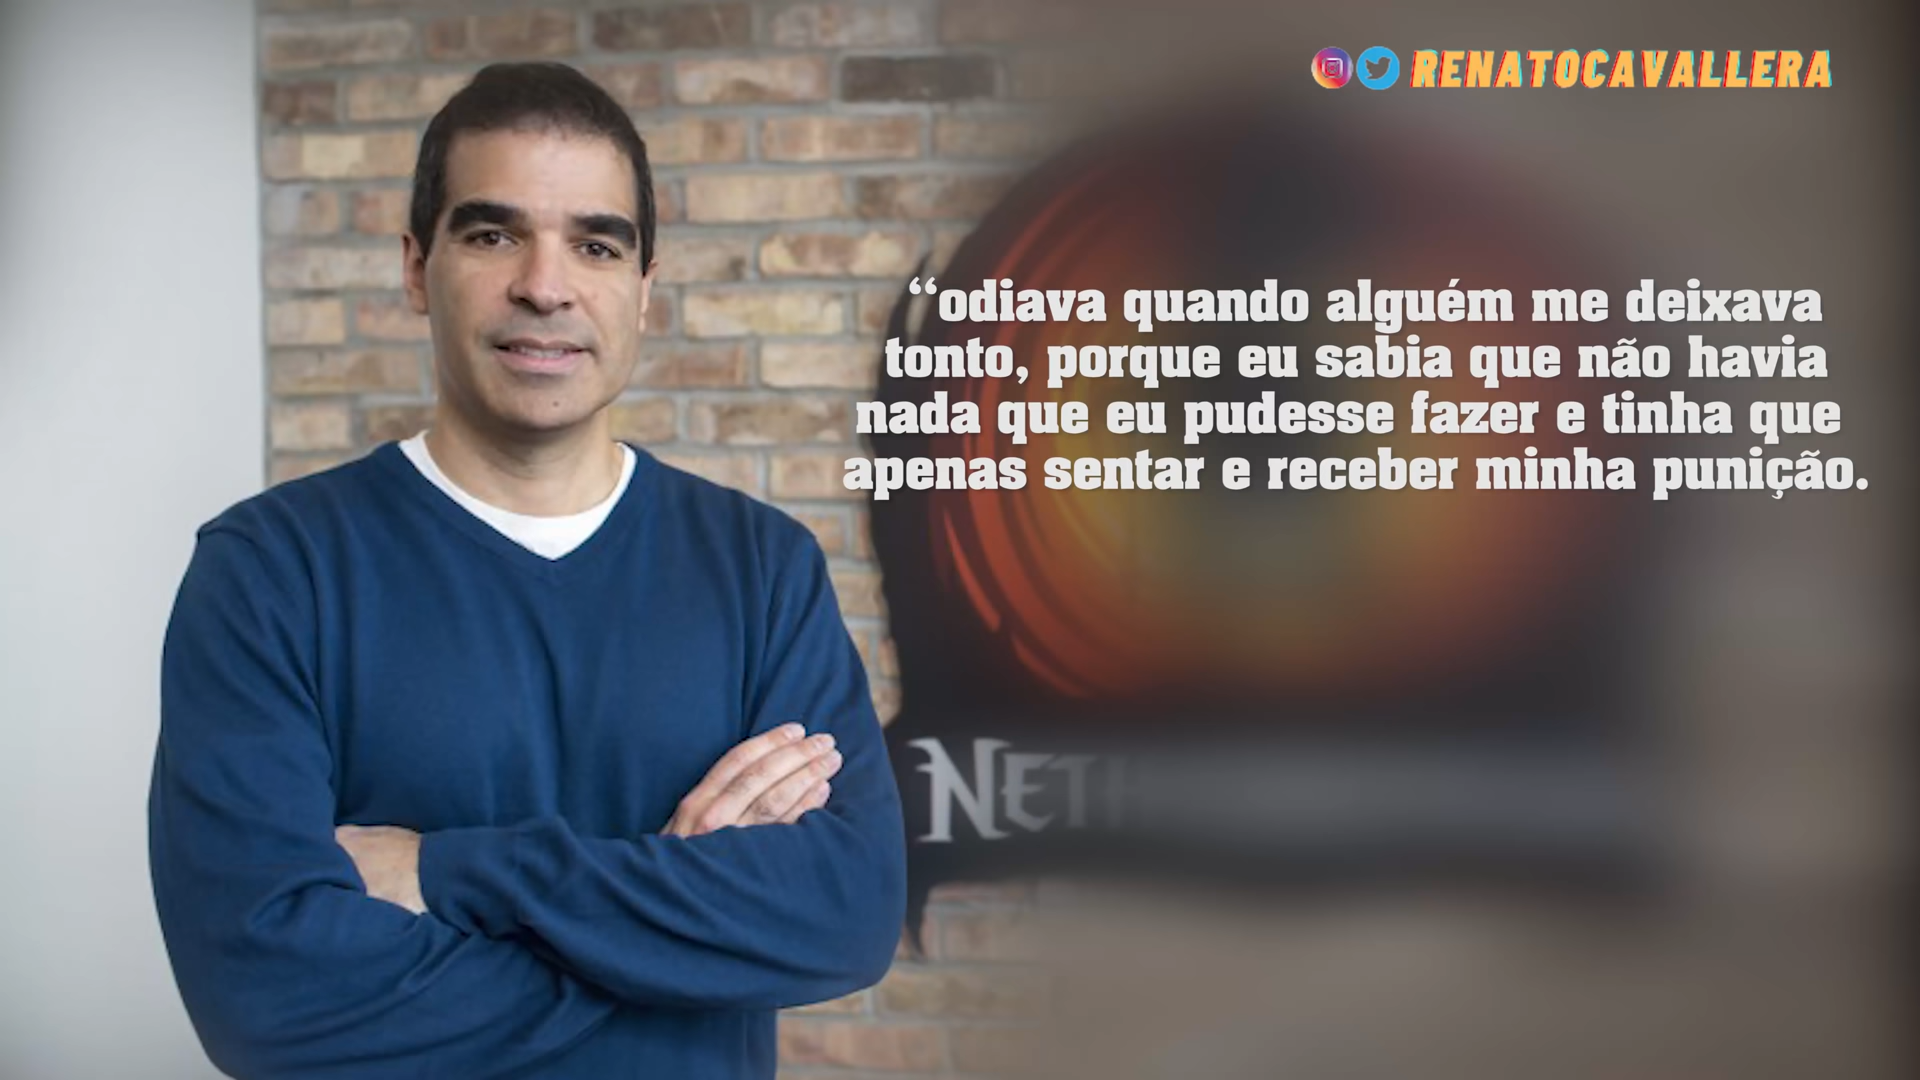 RENATOCAVALLERA
“odiava quando alguém me deixava
tonto, porque eu sabia que não havia
nada que eu pudesse fazer e tinha que
apenas sentar e receber minha punição.